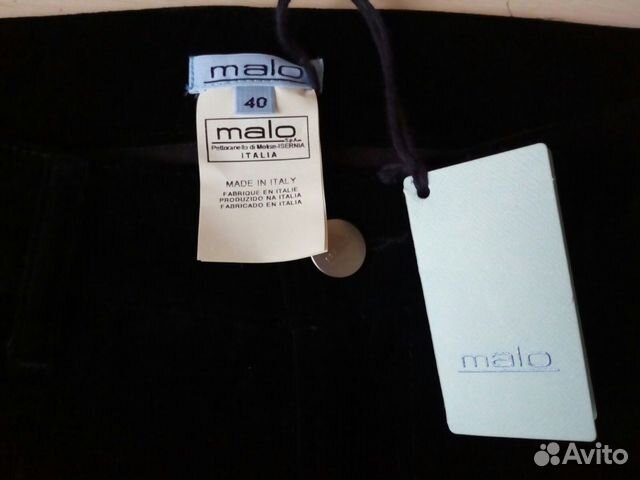 malo
40
malo
S.p.A.
Pettoranello di Molise-ISERNIA
ITALIA
MADE IN ITALY
FABRIQUE EN ITALIE
PRODUZIDO NA ITALIA
FABRICADO EN ITALIA
malo
Avito